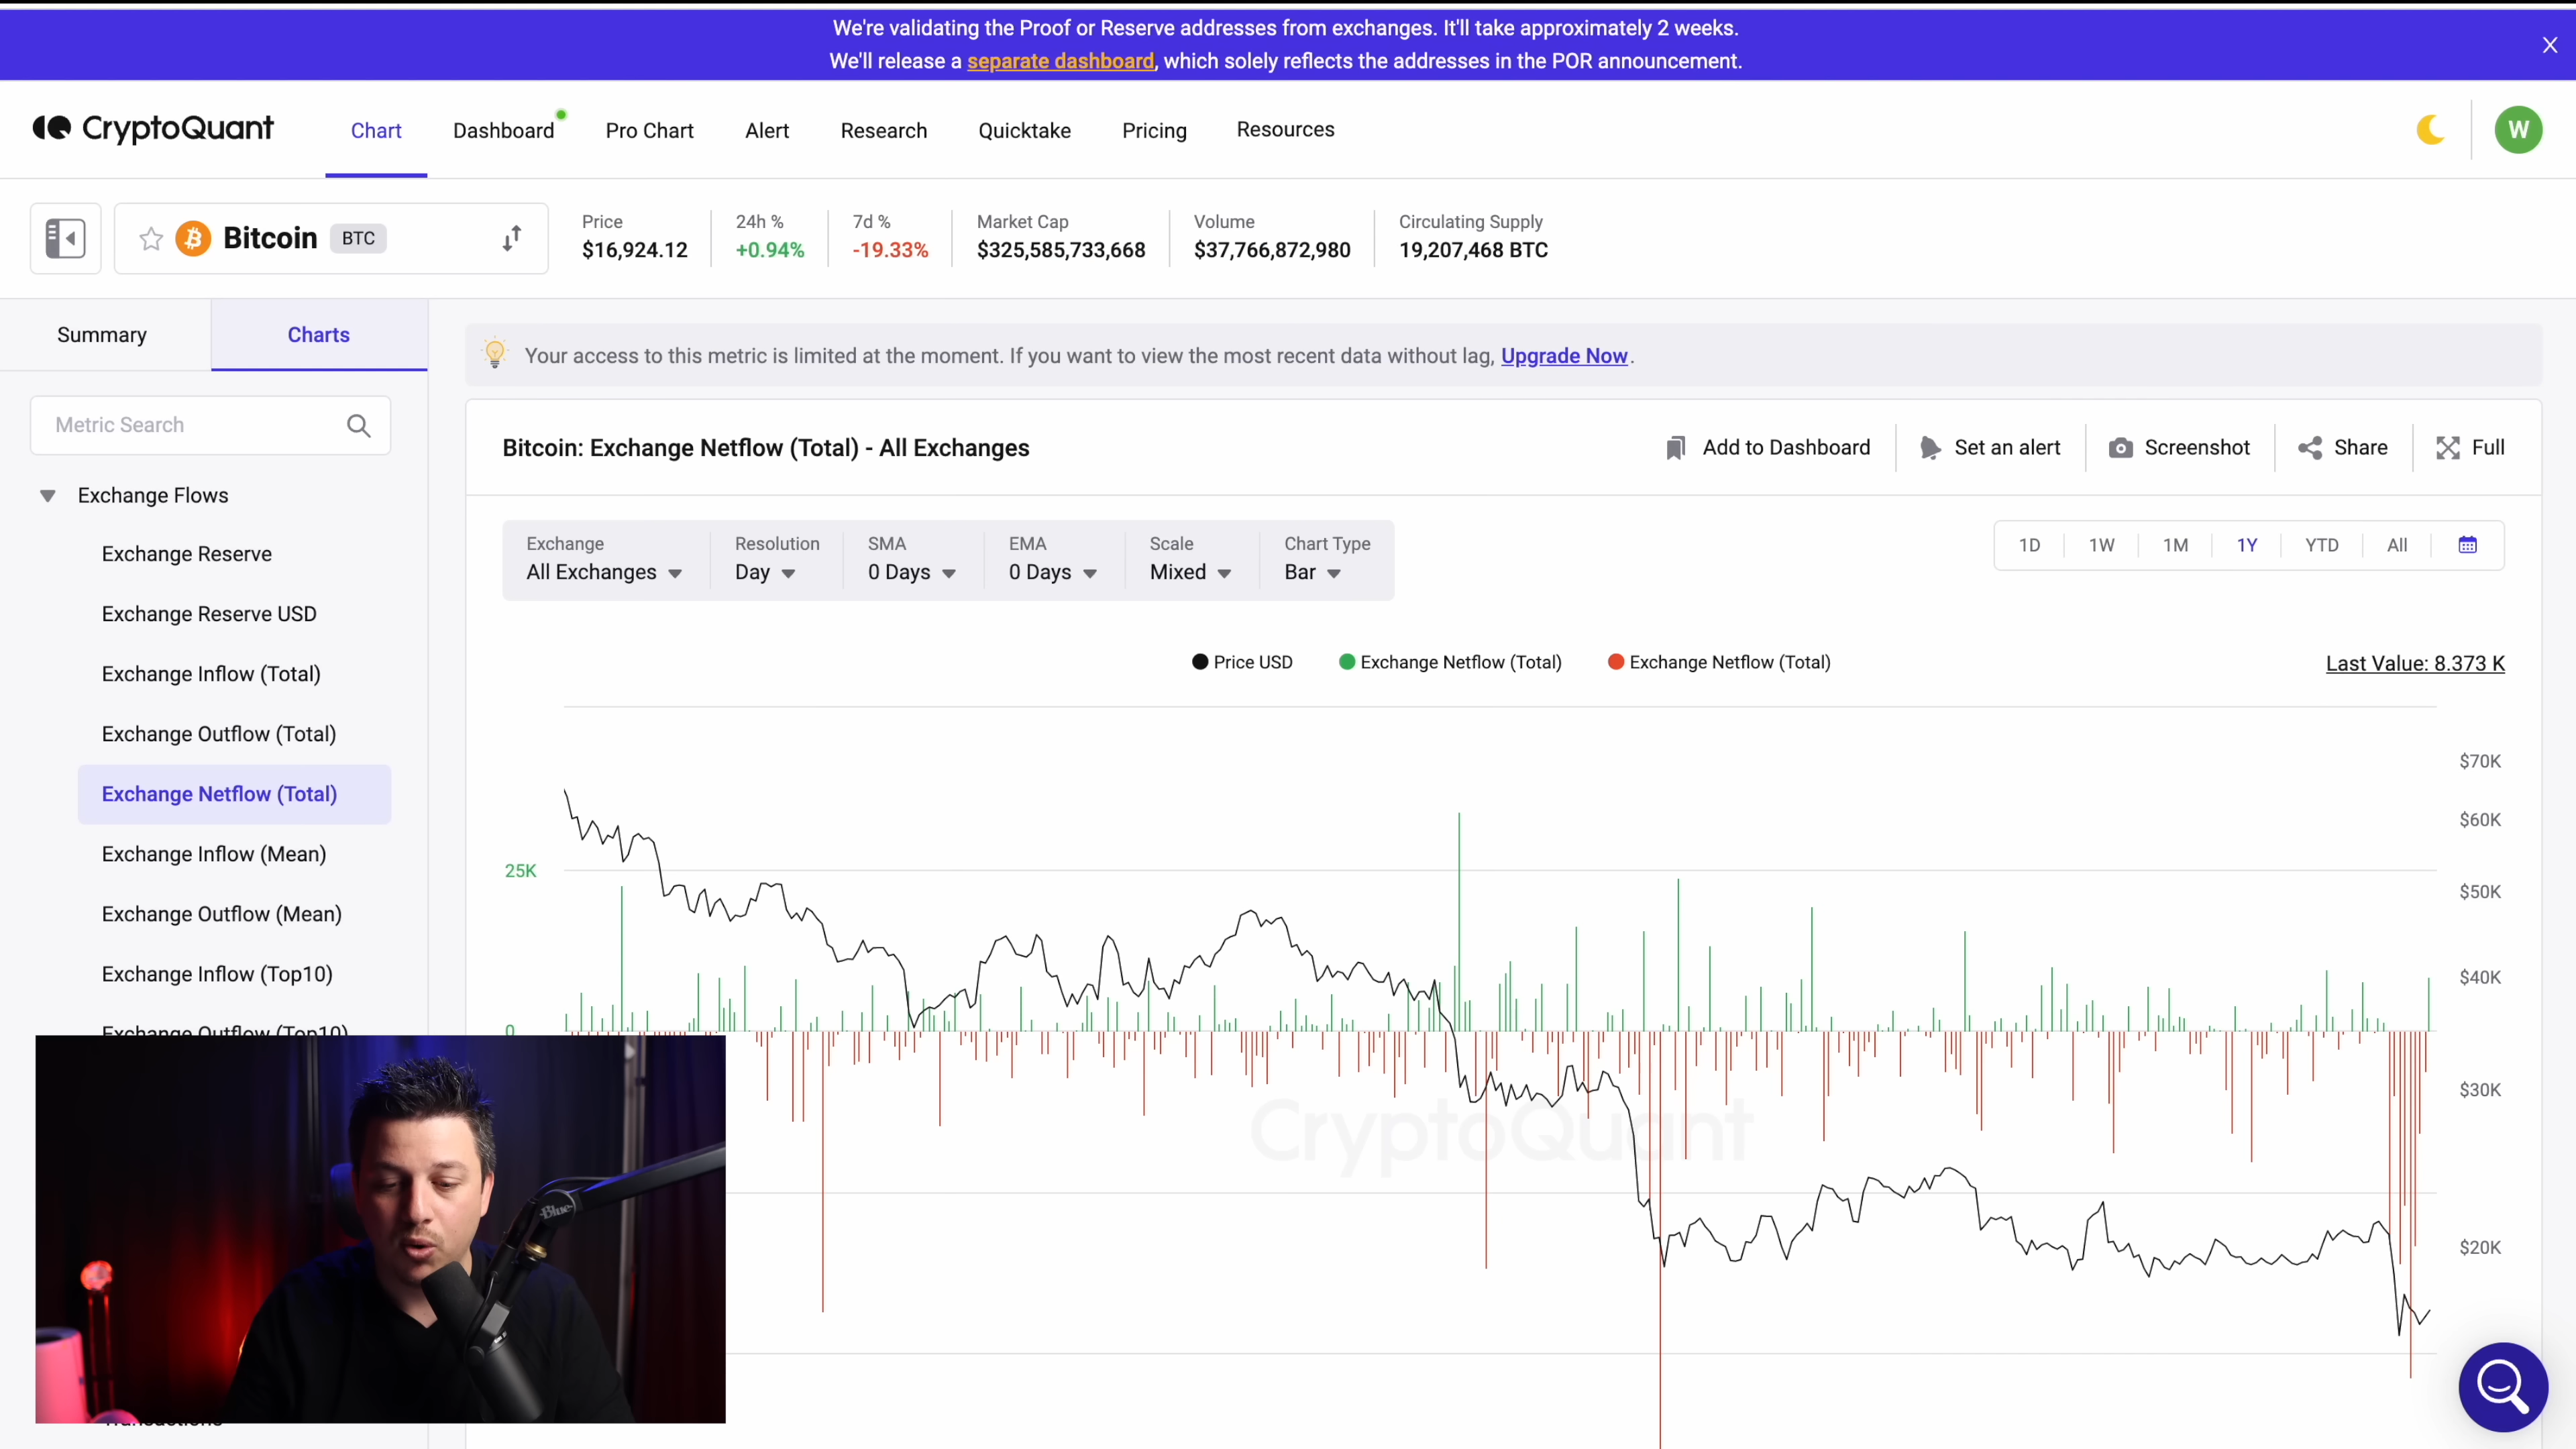 We're validating the Proof or Reserve addresses from exchanges. It'll take approximately 2 weeks.
We'll release a separate dashboard, which solely reflects the addresses in the POR announcement.
X
CryptoQuant
Chart
Dashboard
Pro Chart
Alert
Research
Quicktake
Pricing
Resources
W
Bitcoin BTC
Price
$16,924.12
24h %
+0.94%
7d %
-19.33%
Market Cap
$325,585,733,668
Volume
$37,766,872,980
Circulating Supply
19,207,468 BTC
Summary
Charts
Metric Search
Exchange Flows
Exchange Reserve
Exchange Reserve USD
Exchange Inflow (Total)
Exchange Outflow (Total)
Exchange Netflow (Total)
Exchange Inflow (Mean)
Exchange Outflow (Mean)
Exchange Inflow (Top10)
Exchange Outflow (Top10)
Your access to this metric is limited at the moment. If you want to view the most recent data without lag, Upgrade Now.
Bitcoin: Exchange Netflow (Total) - All Exchanges
Add to Dashboard
Set an alert
Screenshot
Share
Full
Exchange
All Exchanges
Resolution
Day
SMA
0 Days
EMA
0 Days
Scale
Mixed
Chart Type
Bar
1D
1W
1M
1Y
YTD
All
Price USD
Exchange Netflow (Total)
Exchange Netflow (Total)
Last Value: 8.373 K
25K
0
$70K
$60K
$50K
$40K
$30K
$20K
CryptoQuant
Blue
Transactions